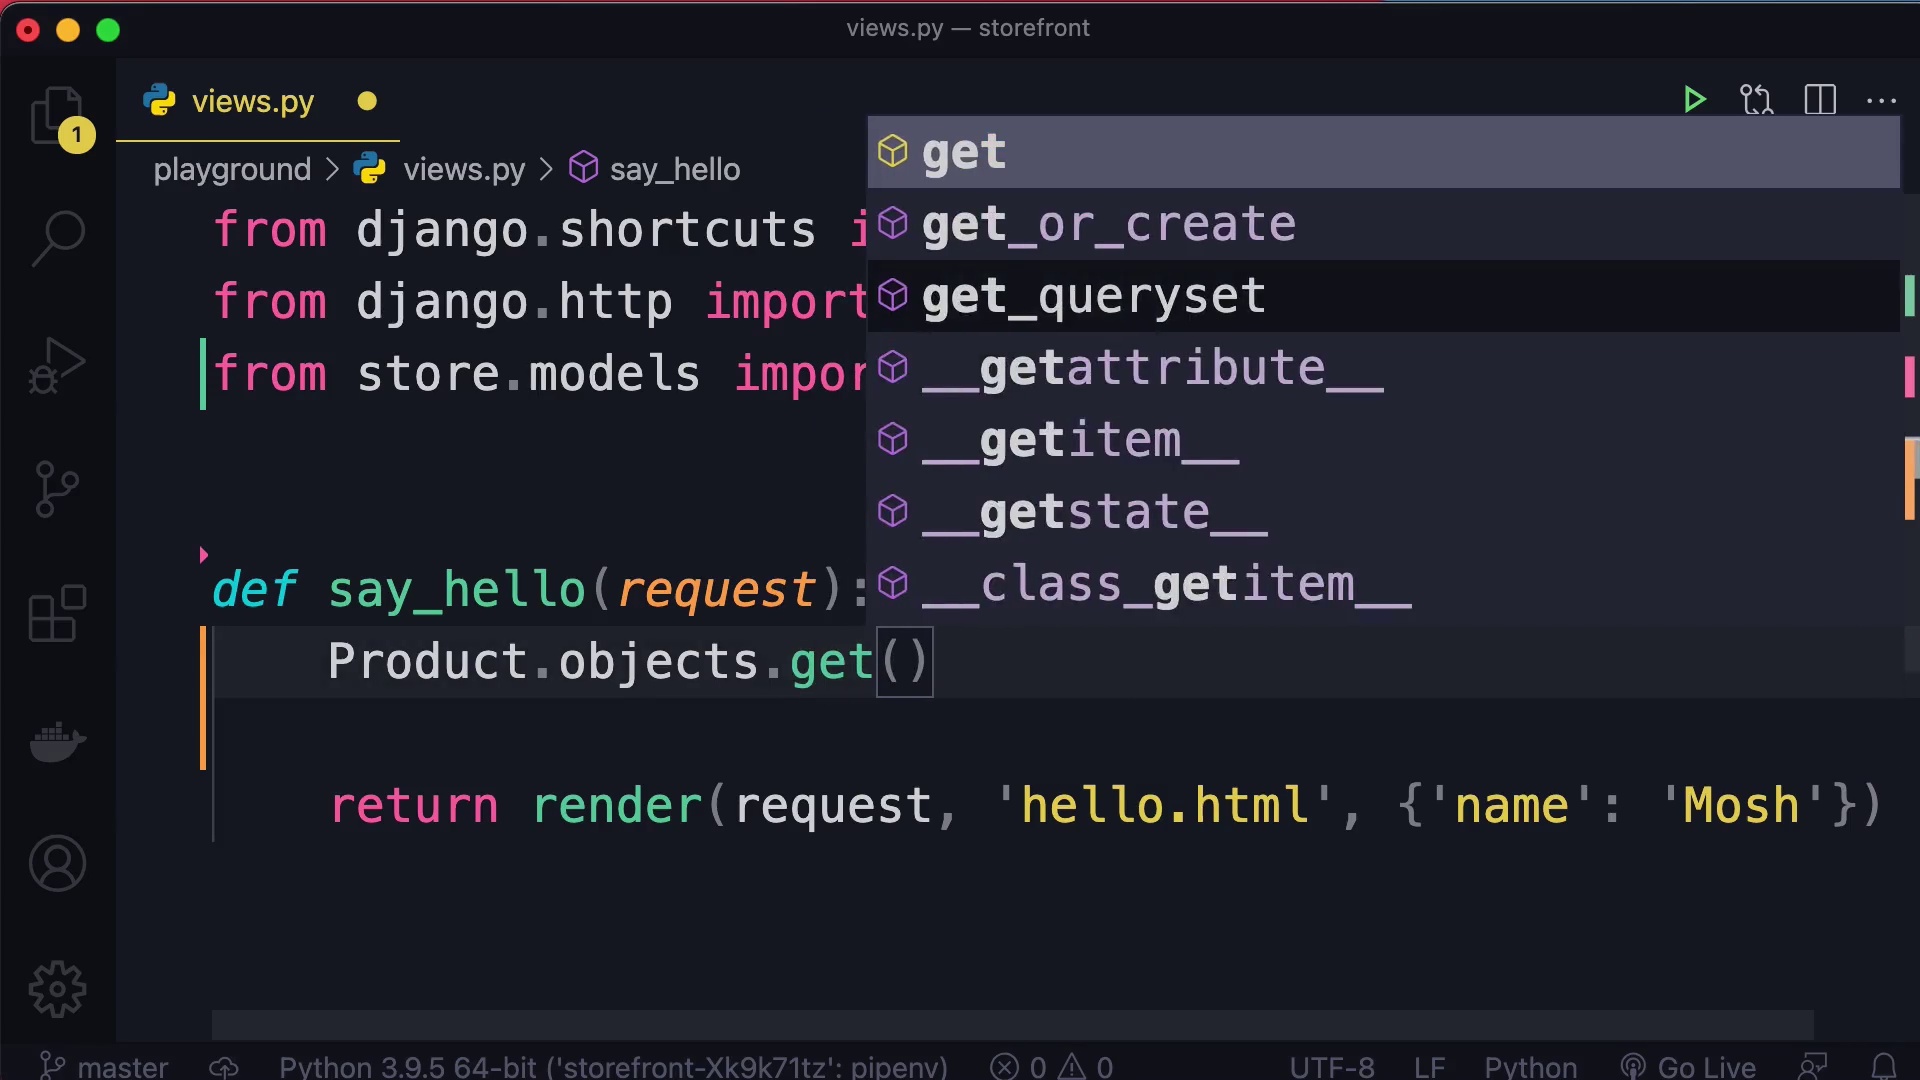 views.py — storefront
views.py
1
playground > views.py > say_hello
from django.shortcuts i
from django.http import
from store.models impor
get
get_or_create
get_queryset
__getattribute__
__getitem__
__getstate__
__class_getitem__
def say_hello(request):
Product.objects.get()
return render(request, 'hello.html', {'name': 'Mosh'})
master Python 3.9.5 64-bit ('storefront-Xk9k71tz': pipenv) 0 0 UTF-8 LF Python Go Live